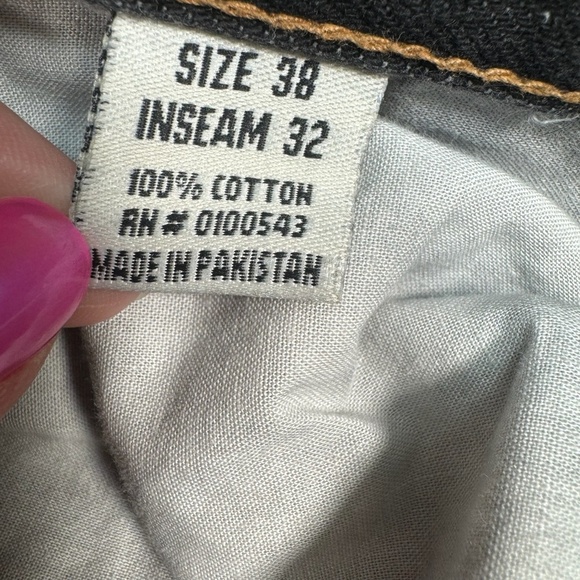 SIZE 38
INSEAM 32
100% COTTON
RN # 0100543
MADE IN PAKISTAN